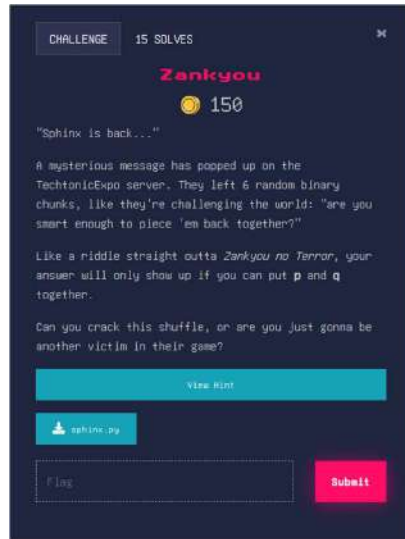 CHALLENGE 15 SOLVES ×
Zankyou
150
"Sphinx is back..."
A mysterious message has popped up on the
TechtonicExpo server. They left 6 random binary
chunks, like they're challenging the world: "are you
smart enough to piece 'em back together?"
Like a riddle straight outta Zankyou no Terror, your
answer will only show up if you can put p and q
together.
Can you crack this shuffle, or are you just gonna be
another victim in their game?
View Hint
sphinx.py
Flag Submit